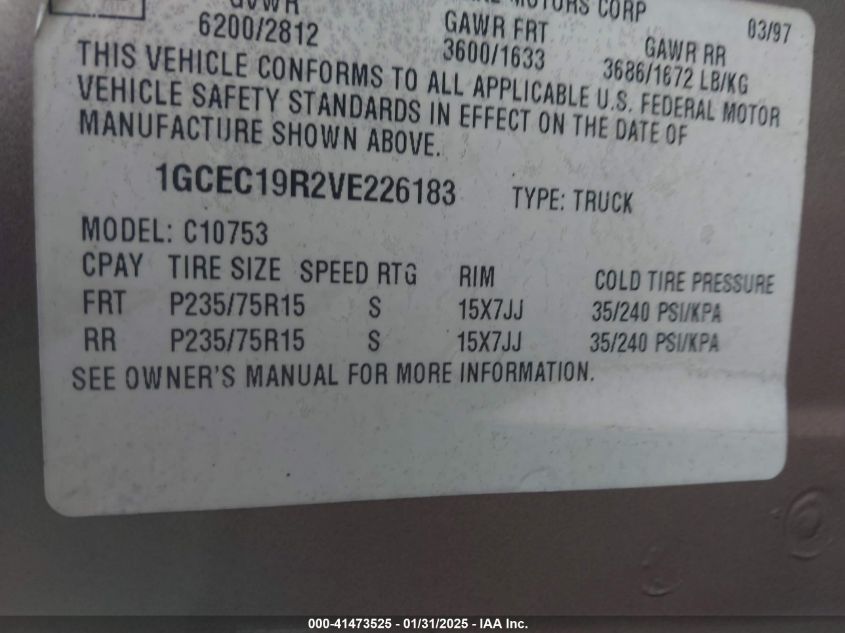 GVWR MOTORS CORP 03/97
6200/2812 GAWR FRT GAWR RR
3600/1633 3686/1672 LB/KG
THIS VEHICLE CONFORMS TO ALL APPLICABLE U.S. FEDERAL MOTOR
VEHICLE SAFETY STANDARDS IN EFFECT ON THE DATE OF
MANUFACTURE SHOWN ABOVE.
1GCEC19R2VE226183 TYPE: TRUCK
MODEL: C10753
CPAY TIRE SIZE SPEED RTG RIM COLD TIRE PRESSURE
FRT P235/75R15 S 15X7JJ 35/240 PSI/KPA
RR P235/75R15 S 15X7JJ 35/240 PSI/KPA
SEE OWNER'S MANUAL FOR MORE INFORMATION.
000-41473525 - 01/31/2025 - IAA Inc.